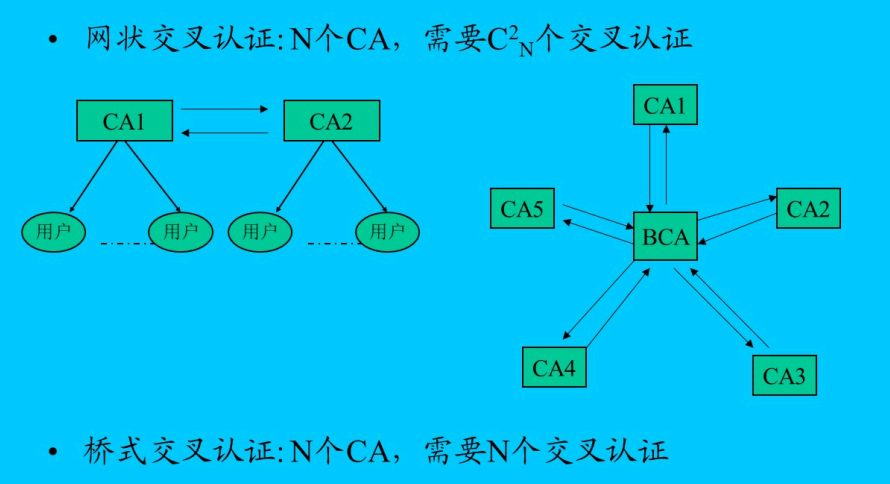 • 网状交叉认证: N个CA，需要C²ₙ个交叉认证
CA1
CA2
用户
用户
用户
用户
CA1
CA5
CA2
BCA
CA4
CA3
• 桥式交叉认证: N个CA，需要N个交叉认证